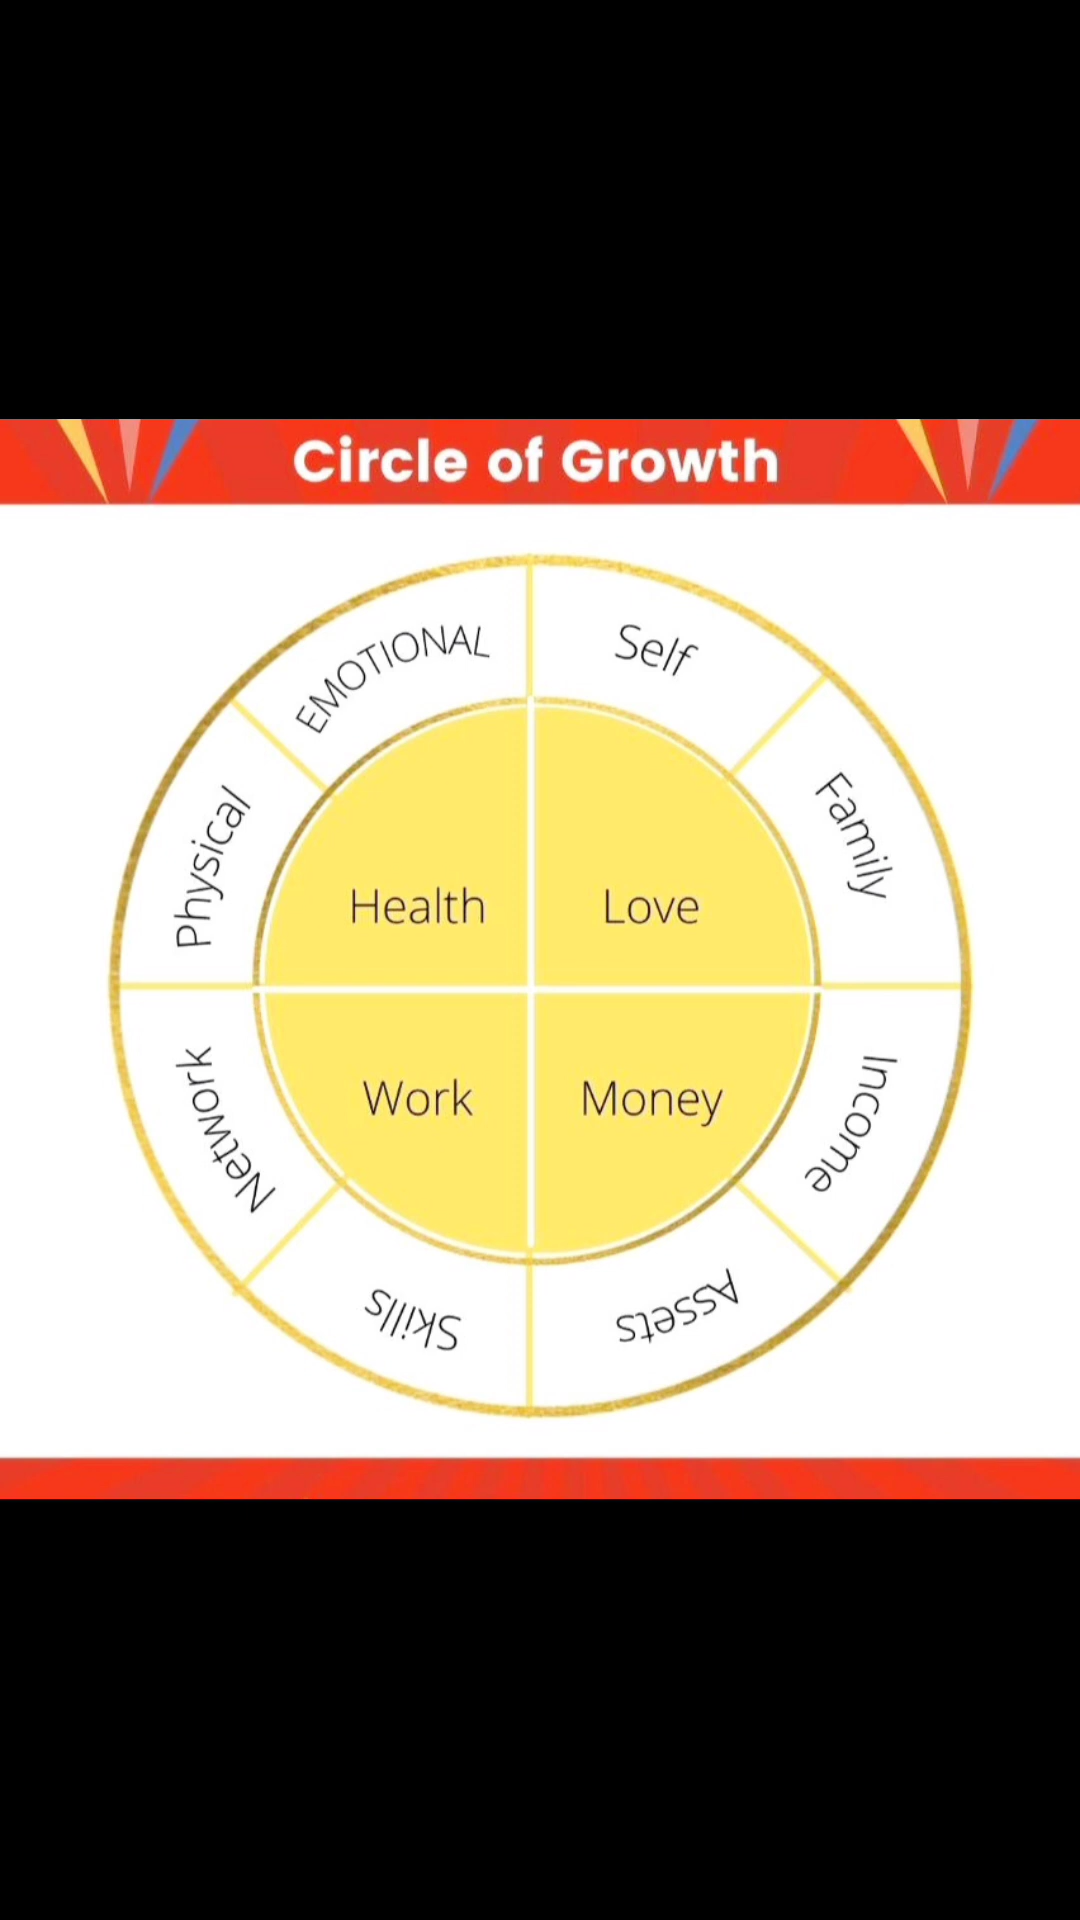 Circle of Growth
EMOTIONAL
Self
Physical
Family
Health
Love
Work
Money
Network
Income
Skills
Assets